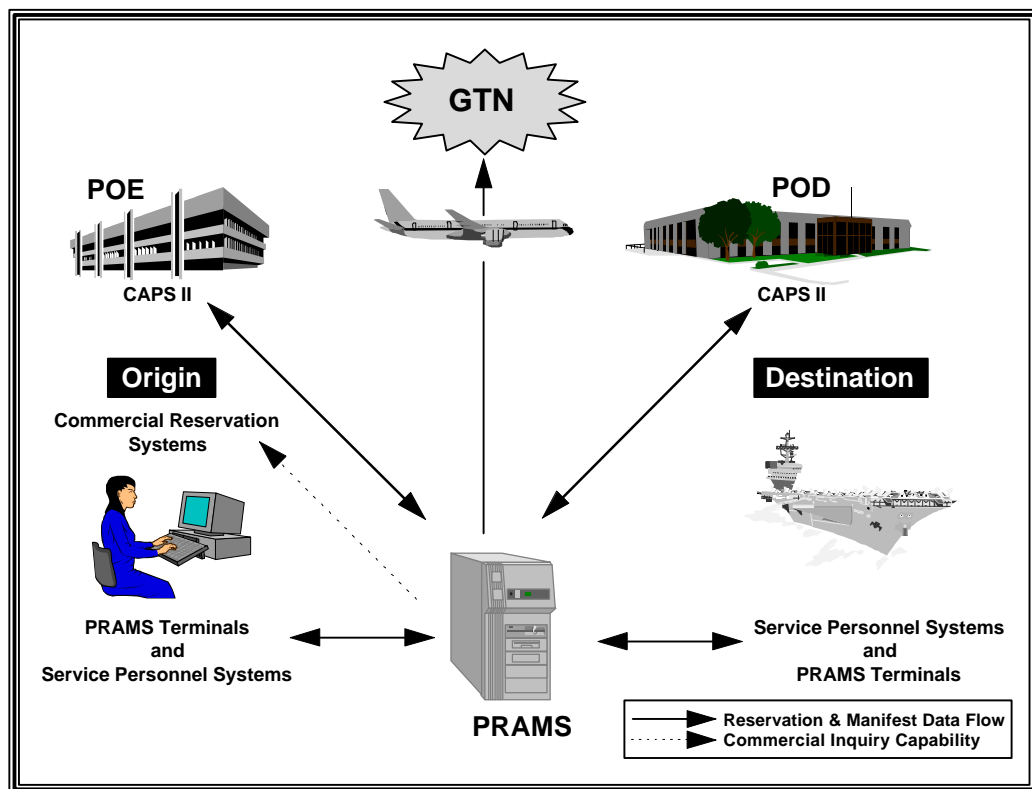 GTN
POE
CAPS II
POD
CAPS II
Origin
Commercial Reservation
Systems
Destination
PRAMS Terminals
and
Service Personnel Systems
PRAMS
Service Personnel Systems
and
PRAMS Terminals
Reservation & Manifest Data Flow
Commercial Inquiry Capability